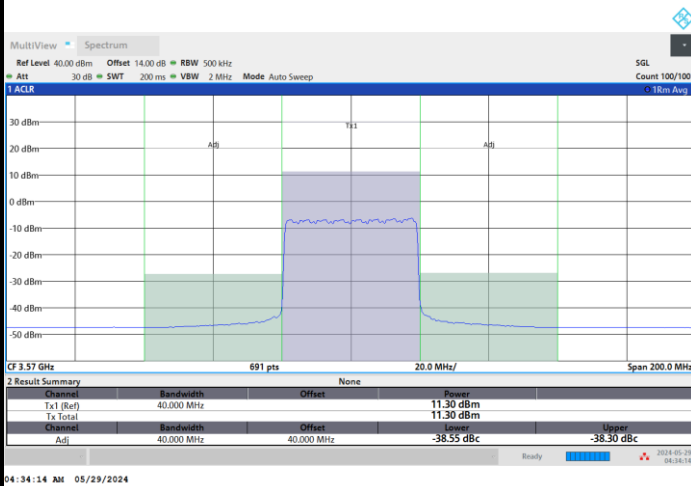 MultiView Spectrum
Ref Level 40.00 dBm Offset 14.00 dB RBW 500 kHz SGL
Att 30 dB SWT 200 ms VBW 2 MHz Mode Auto Sweep Count 100/100
1 ACLR 1Rm Avg
30 dBm
Tx1
20 dBm
Adj Adj
10 dBm
0 dBm
-10 dBm
-20 dBm
-30 dBm
-40 dBm
-50 dBm
CF 3.57 GHz 691 pts 20.0 MHz/ Span 200.0 MHz
2 Result Summary None
Channel Bandwidth Offset Power
Tx1 (Ref) 40.000 MHz 11.30 dBm
Tx Total 11.30 dBm
Channel Bandwidth Offset Lower Upper
Adj 40.000 MHz 40.000 MHz -38.55 dBc -38.30 dBc
Ready 2024-05-29
04:34:14
04:34:14 AM 05/29/2024